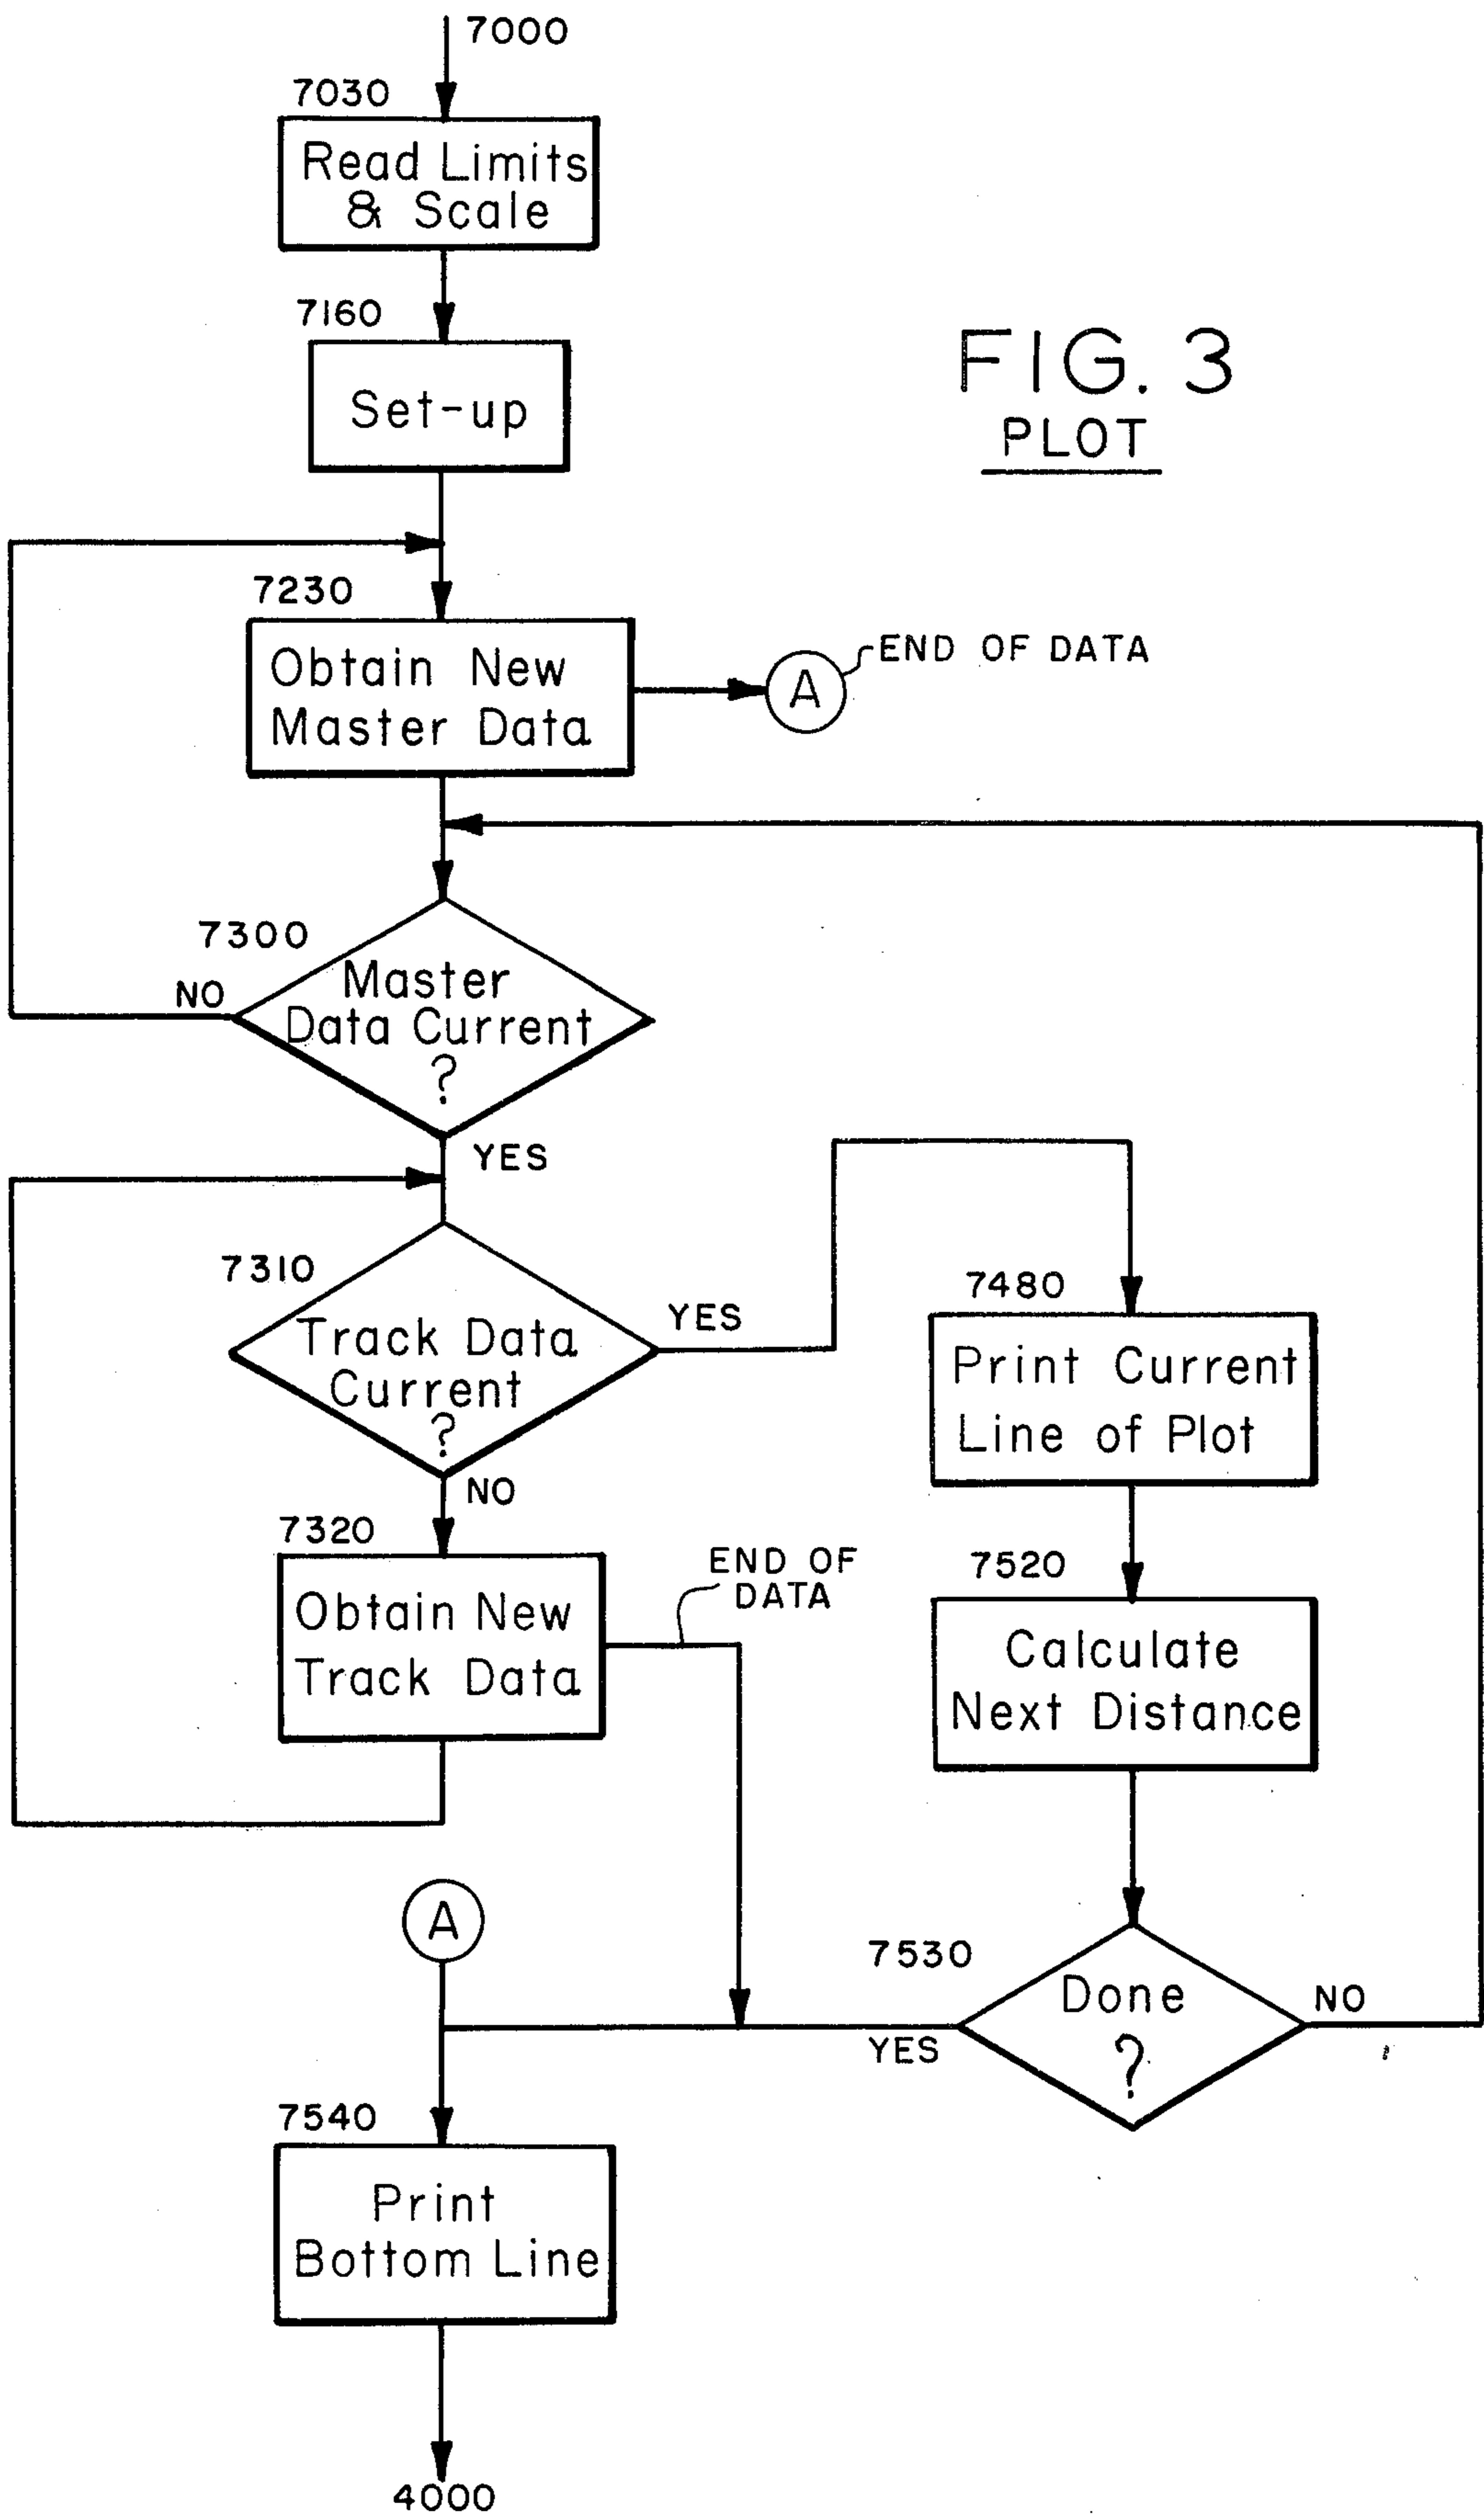 7000
7030
Read Limits
& Scale
7160
Set-up
FIG. 3
PLOT
7230
Obtain New
Master Data
A
END OF DATA
7300
Master
Data Current
?
NO
YES
7310
Track Data
Current
?
YES
NO
7480
Print Current
Line of Plot
7320
Obtain New
Track Data
END OF
DATA
7520
Calculate
Next Distance
A
7530
Done
?
NO
YES
7540
Print
Bottom Line
4000